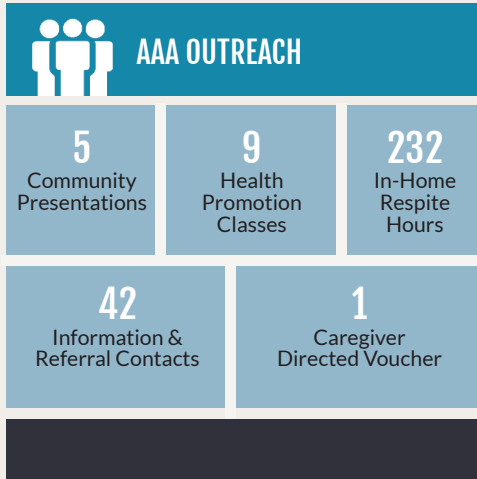 AAA OUTREACH
5
Community
Presentations
9
Health
Promotion
Classes
232
In-Home
Respite
Hours
42
Information &
Referral Contacts
1
Caregiver
Directed Voucher